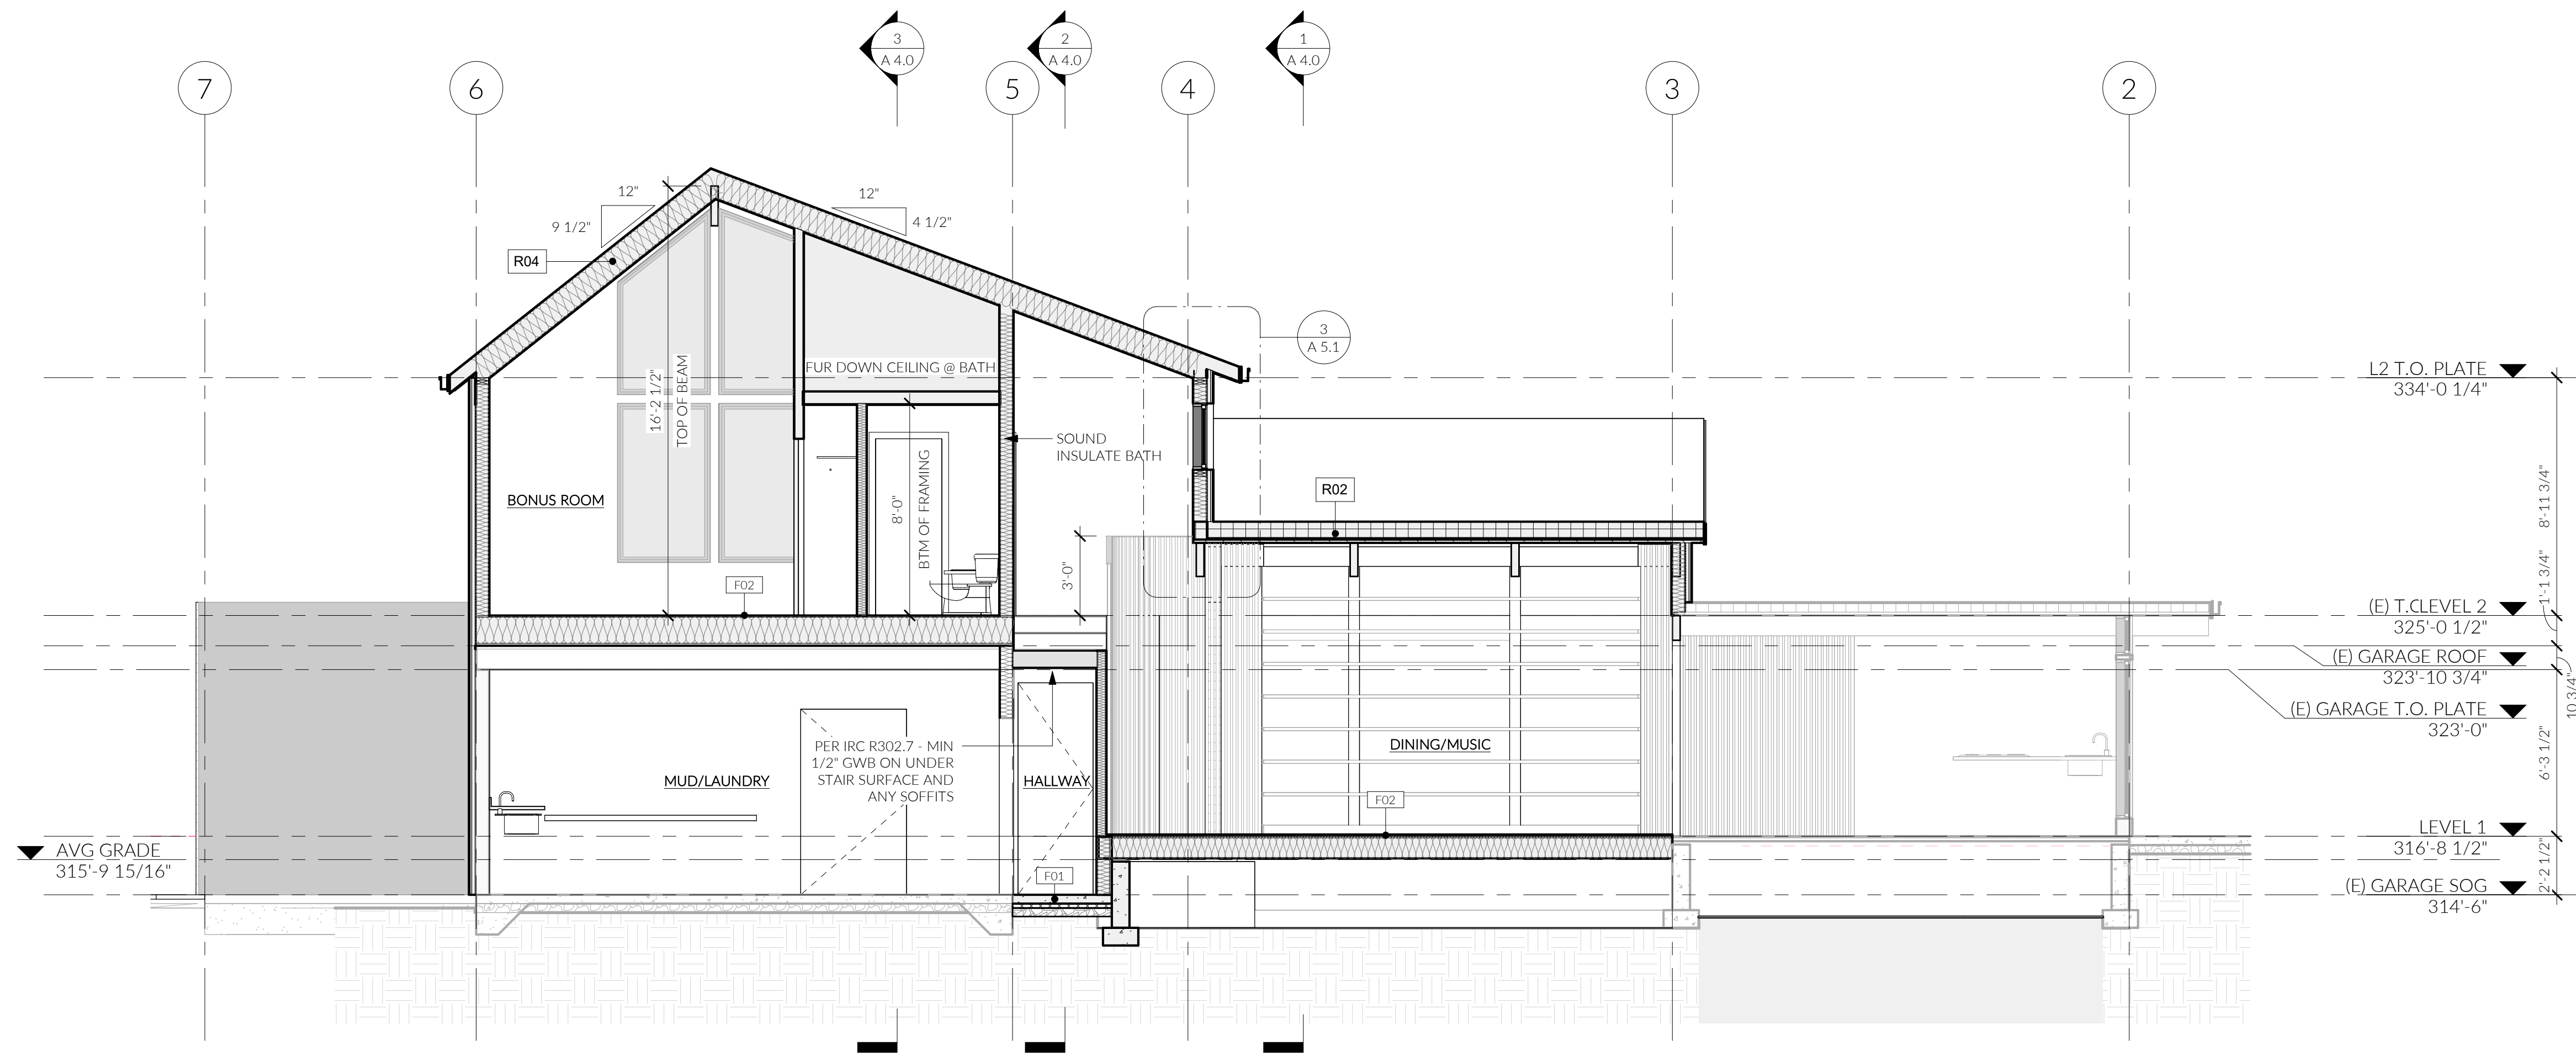 3
A 4.0
2
A 4.0
1
A 4.0
7
6
5
4
3
2
12"
9 1/2"
12"
4 1/2"
R04
16'-2 1/2"
TOP OF BEAM
FUR DOWN CEILING @ BATH
3
A 5.1
L2 T.O. PLATE
334'-0 1/4"
SOUND
INSULATE BATH
BONUS ROOM
8'-0"
BTM OF FRAMING
R02
8'-11 3/4"
F02
3'-0"
1'-1 3/4"
(E) T.CLEVEL 2
325'-0 1/2"
(E) GARAGE ROOF
323'-10 3/4"
10 3/4"
(E) GARAGE T.O. PLATE
323'-0"
PER IRC R302.7 - MIN
1/2" GWB ON UNDER
STAIR SURFACE AND
ANY SOFFITS
MUD/LAUNDRY
HALLWAY
DINING/MUSIC
6'-3 1/2"
F02
LEVEL 1
316'-8 1/2"
AVG GRADE
315'-9 15/16"
F01
2'-2 1/2"
(E) GARAGE SOG
314'-6"